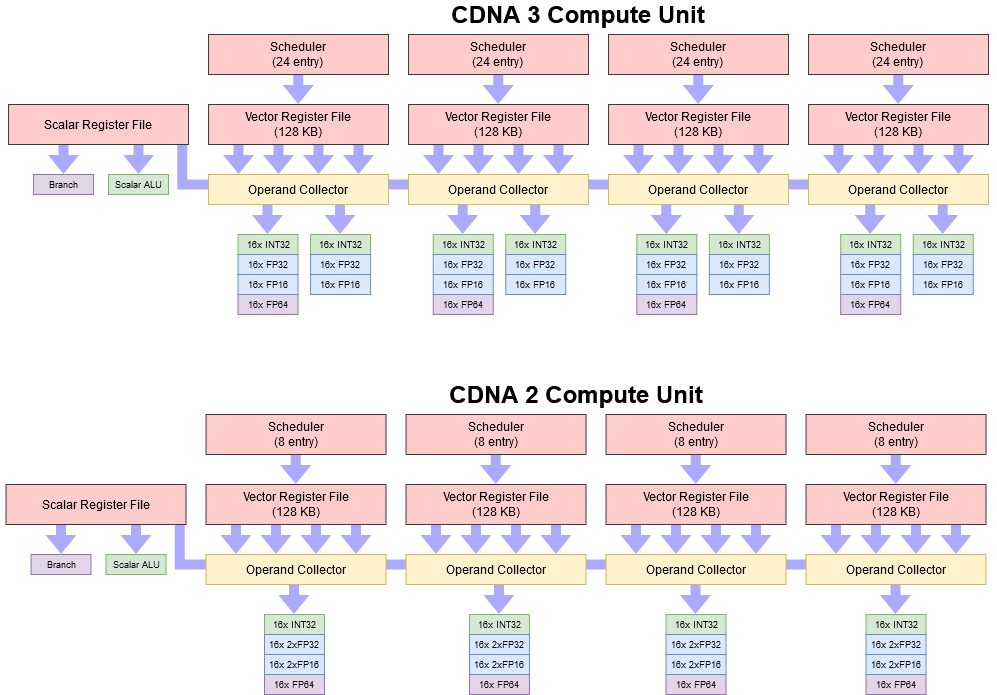 CDNA 3 Compute Unit
Scheduler
(24 entry)
Scheduler
(24 entry)
Scheduler
(24 entry)
Scheduler
(24 entry)
Scalar Register File
Vector Register File
(128 KB)
Vector Register File
(128 KB)
Vector Register File
(128 KB)
Vector Register File
(128 KB)
Branch
Scalar ALU
Operand Collector
Operand Collector
Operand Collector
Operand Collector
16x INT32
16x FP32
16x FP16
16x FP64
16x INT32
16x FP32
16x FP16
16x INT32
16x FP32
16x FP16
16x FP64
16x INT32
16x FP32
16x FP16
16x INT32
16x FP32
16x FP16
16x FP64
16x INT32
16x FP32
16x FP16
16x INT32
16x FP32
16x FP16
16x FP64
16x INT32
16x FP32
16x FP16
CDNA 2 Compute Unit
Scheduler
(8 entry)
Scheduler
(8 entry)
Scheduler
(8 entry)
Scheduler
(8 entry)
Scalar Register File
Vector Register File
(128 KB)
Vector Register File
(128 KB)
Vector Register File
(128 KB)
Vector Register File
(128 KB)
Branch
Scalar ALU
Operand Collector
Operand Collector
Operand Collector
Operand Collector
16x INT32
16x 2xFP32
16x 2xFP16
16x FP64
16x INT32
16x 2xFP32
16x 2xFP16
16x FP64
16x INT32
16x 2xFP32
16x 2xFP16
16x FP64
16x INT32
16x 2xFP32
16x 2xFP16
16x FP64